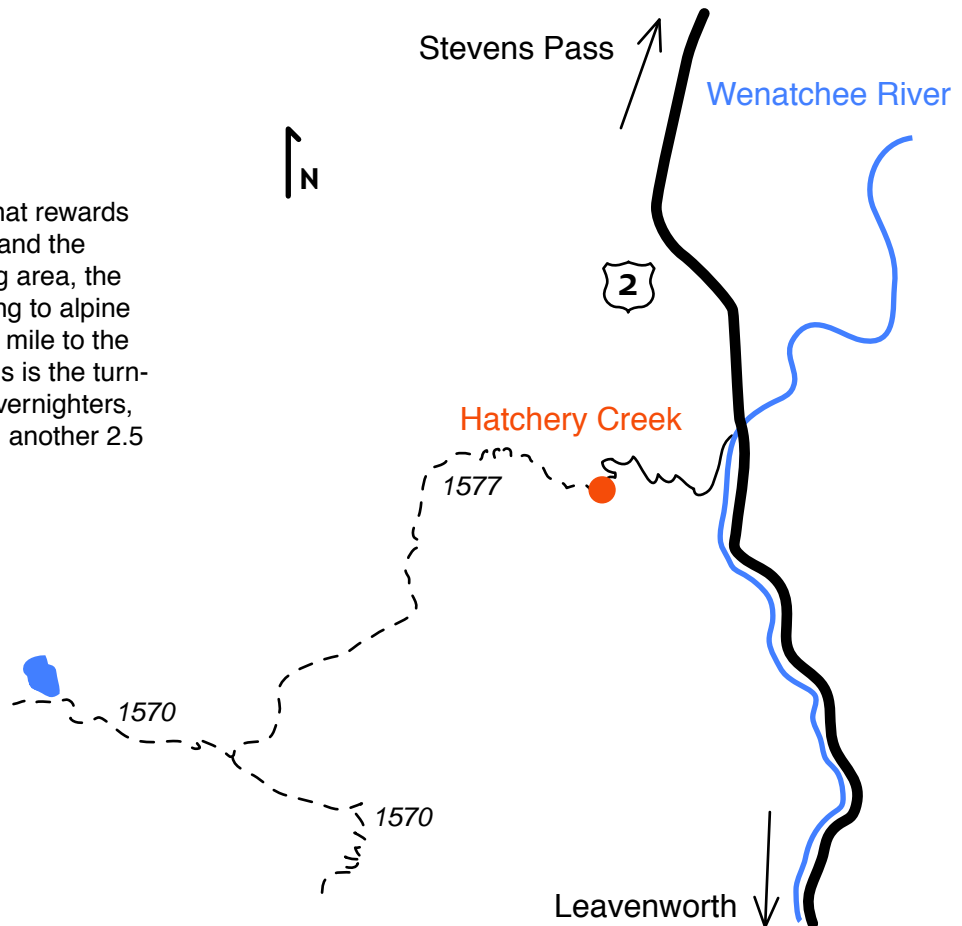 Stevens Pass
Wenatchee River
N
hat rewards
and the
g area, the
ng to alpine
mile to the
s is the turn-
vernighters,
another 2.5
2
Hatchery Creek
1577
1570
1570
Leavenworth